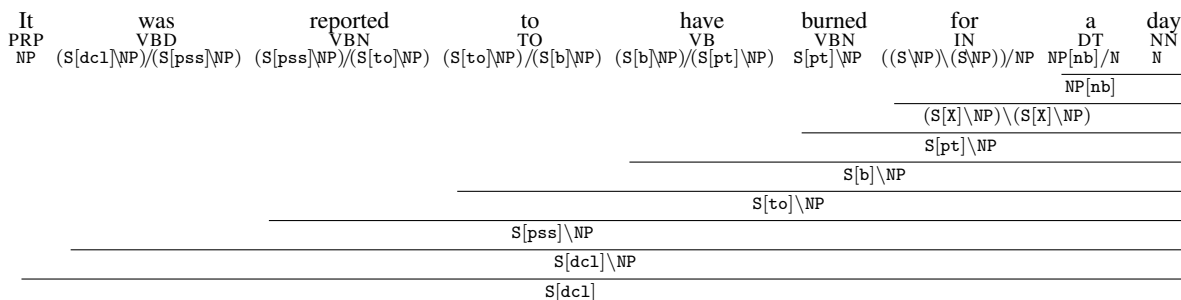 It was reported to have burned for a day
PRP VBD VBN TO VB VBN IN DT NN
NP (S[dcl]\NP)/(S[pss]\NP) (S[pss]\NP)/(S[to]\NP) (S[to]\NP)/(S[b]\NP) (S[b]\NP)/(S[pt]\NP) S[pt]\NP ((S\NP)\(S\NP))/NP NP[nb]/N N
NP[nb]
(S[X]\NP)\(S[X]\NP)
S[pt]\NP
S[b]\NP
S[to]\NP
S[pss]\NP
S[dcl]\NP
S[dcl]